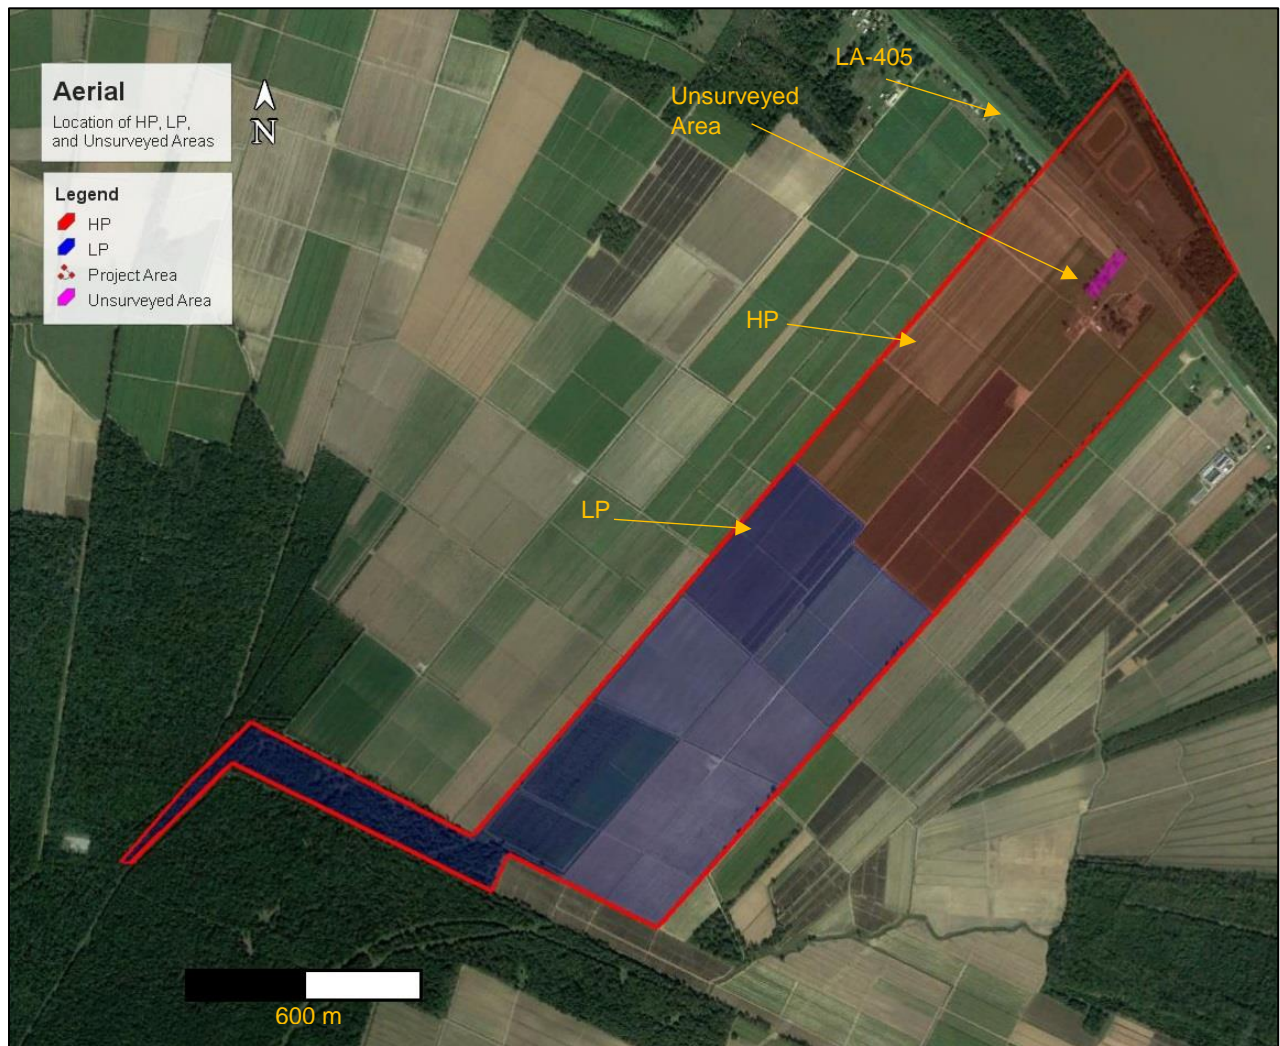 Aerial
Location of HP, LP,
and Unsurveyed Areas
N
Legend
HP
LP
Project Area
Unsurveyed Area
LA-405
Unsurveyed
Area
HP
LP
600 m